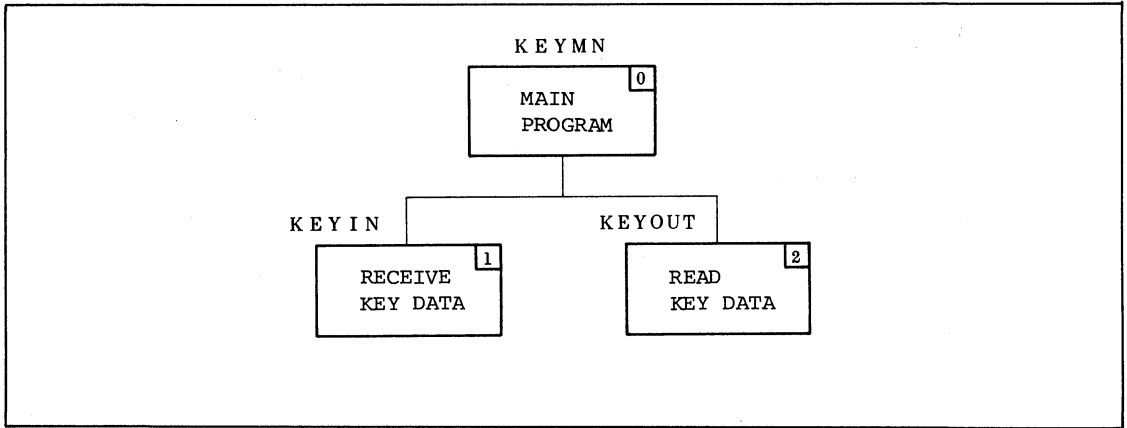 KEYMN
0
MAIN
PROGRAM
KEYIN
1
RECEIVE
KEY DATA
KEYOUT
2
READ
KEY DATA